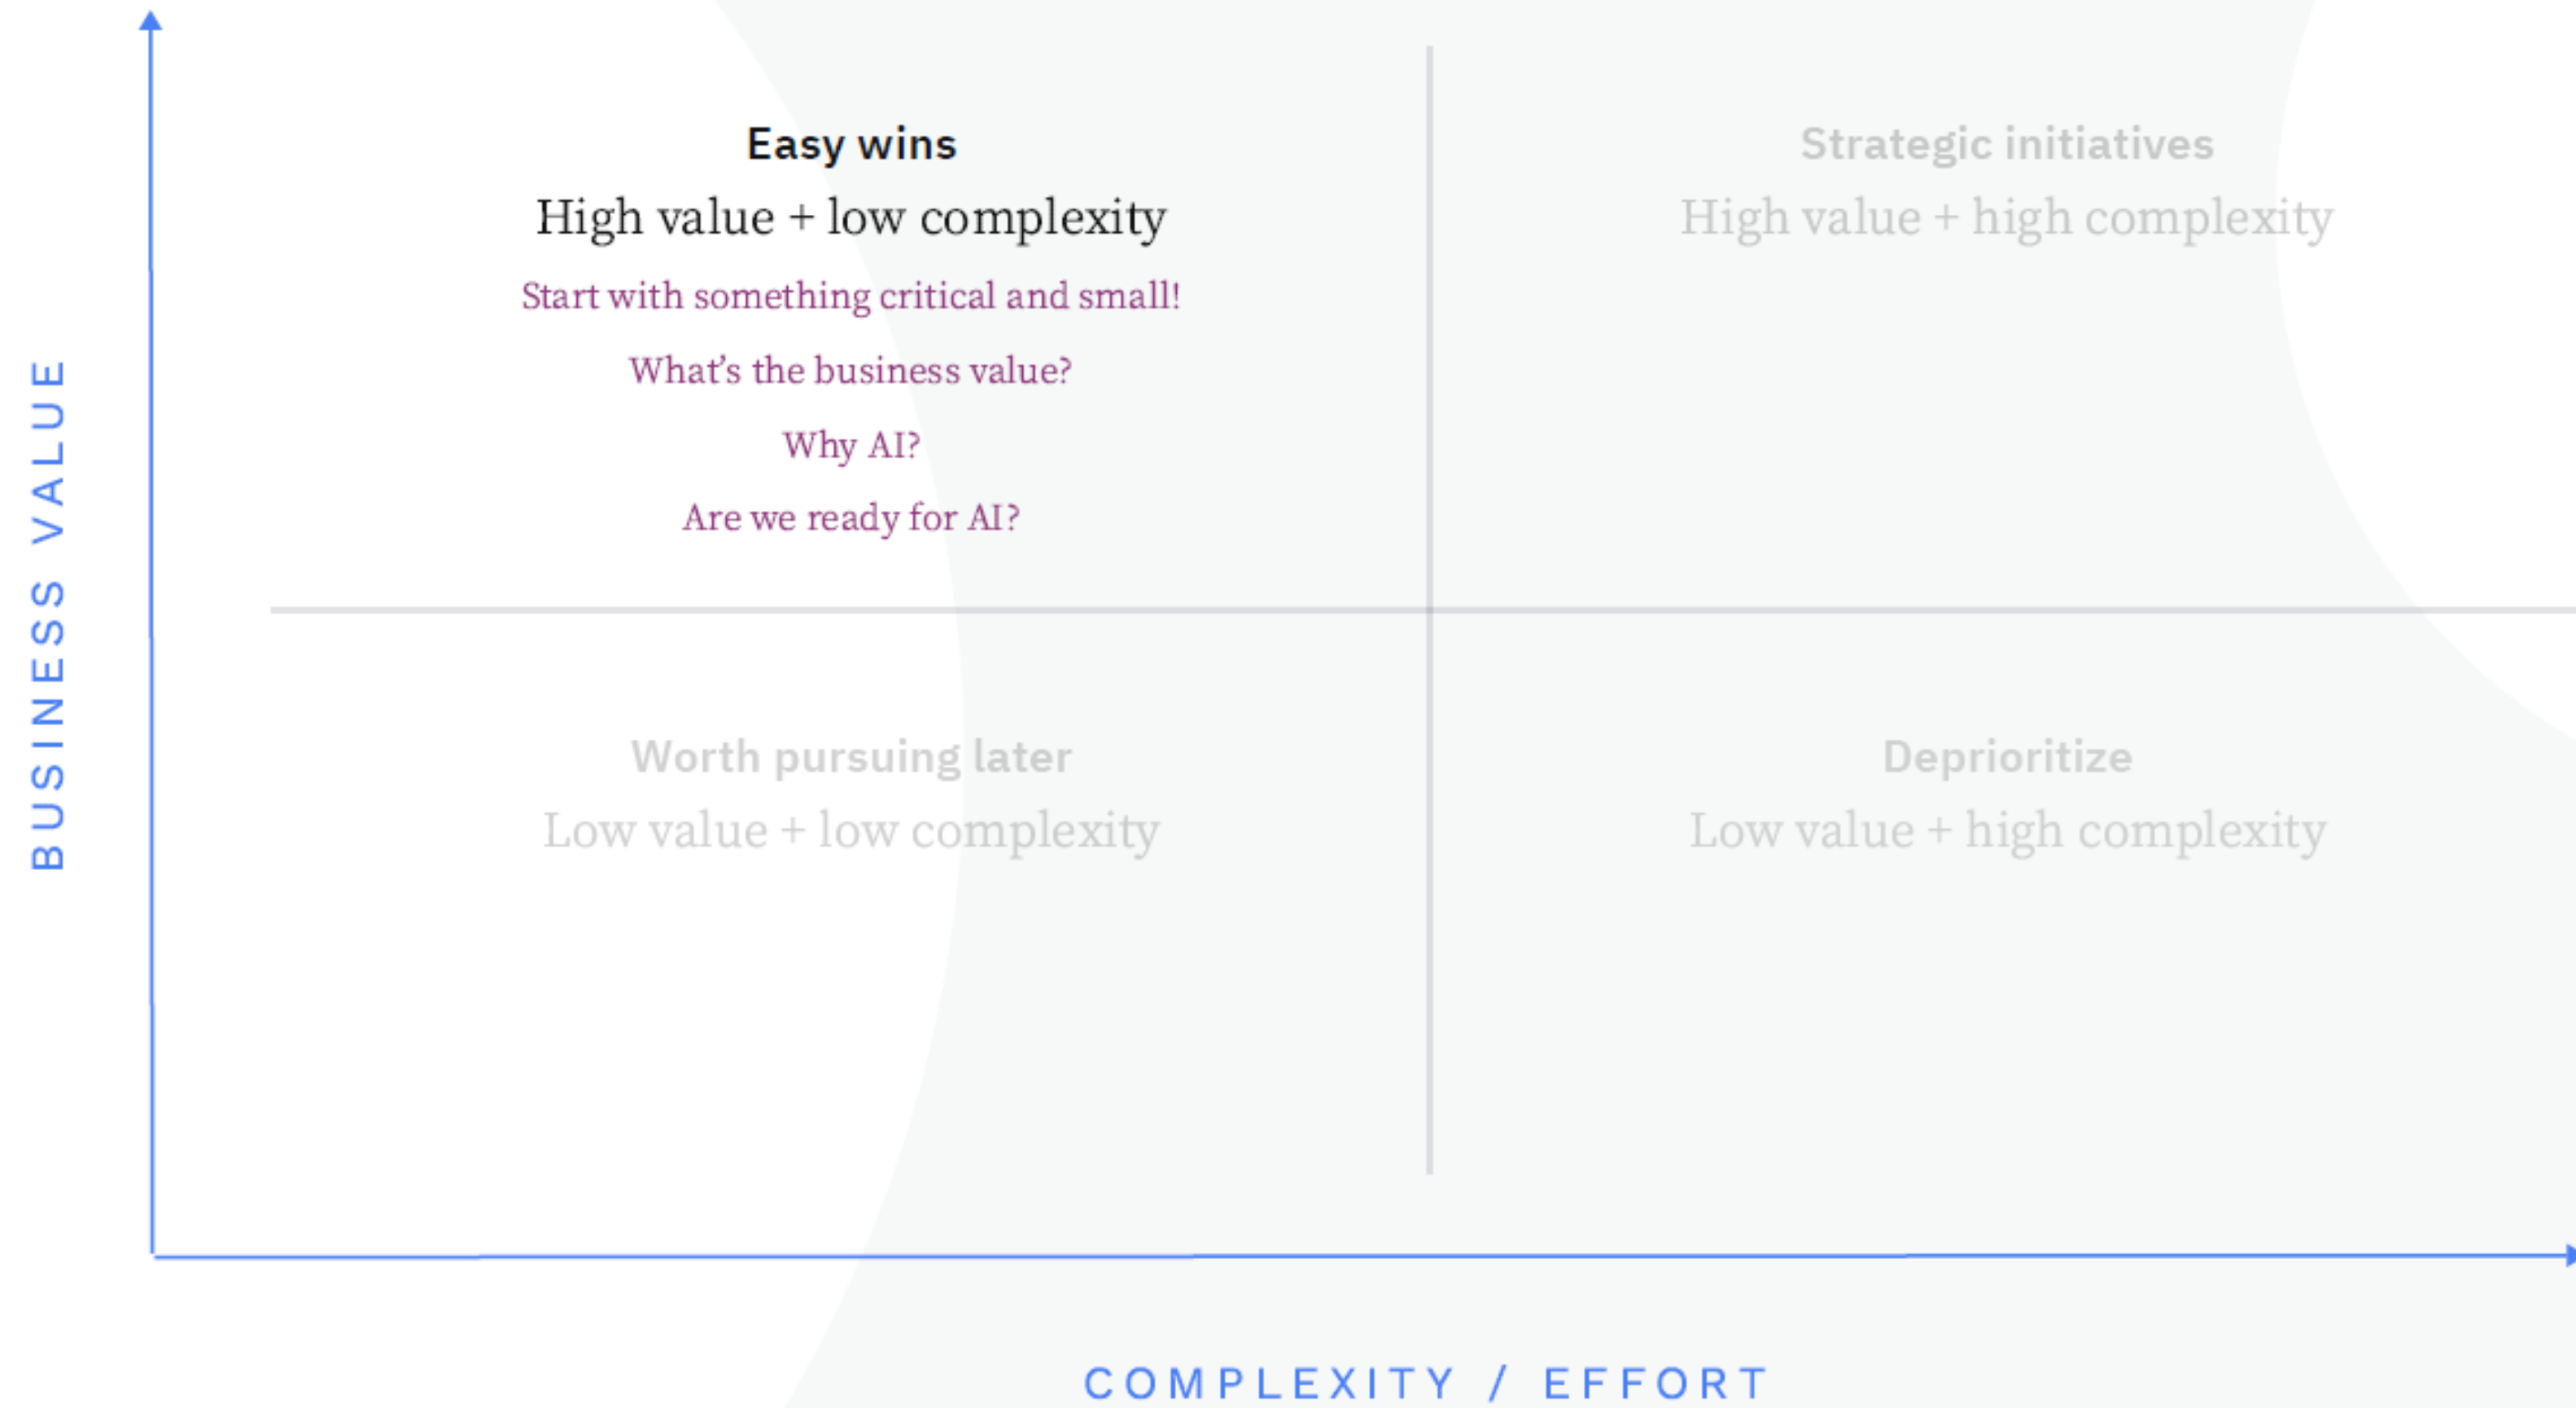 Easy wins
High value + low complexity
Start with something critical and small!
What's the business value?
Why AI?
Are we ready for AI?
Strategic initiatives
High value + high complexity
Worth pursuing later
Low value + low complexity
Deprioritize
Low value + high complexity
BUSINESS VALUE
COMPLEXITY / EFFORT